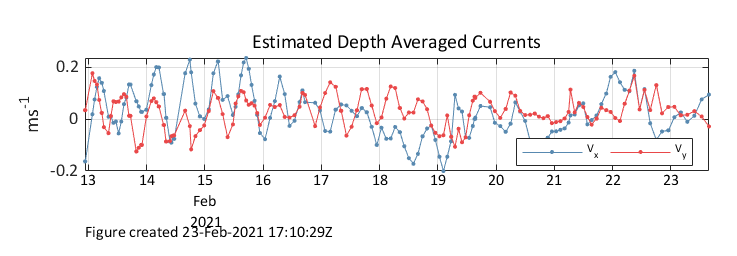 Estimated Depth Averaged Currents
ms-1
0.2
0
-0.2
13 14 15 16 17 18 19 20 21 22 23
Feb
2021
Vx Vy
Figure created 23-Feb-2021 17:10:29Z